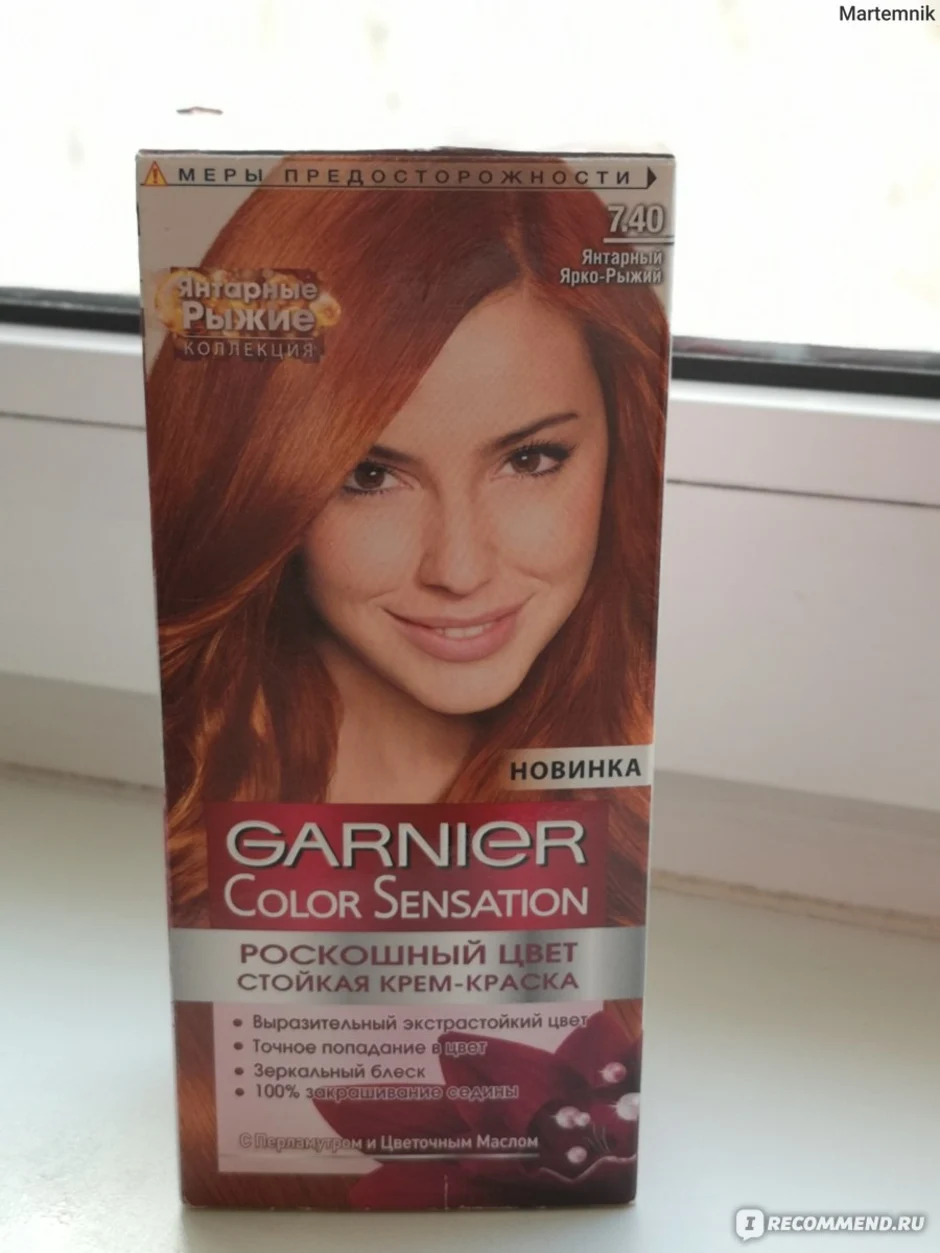 Martemnik
МЕРЫ ПРЕДОСТОРОЖНОСТИ
7.40
Янтарный
Ярко-Рыжий
Янтарные
Рыжие
КОЛЛЕКЦИЯ
НОВИНКА
GARNIER
COLOR SENSATION
РОСКОШНЫЙ ЦВЕТ
СТОЙКАЯ КРЕМ-КРАСКА
• Выразительный экстрастойкий цвет
• Точное попадание в цвет
• Зеркальный блеск
• 100% закрашивание седины
С Перламутром и Цветочным Маслом
IRECOMMEND.RU